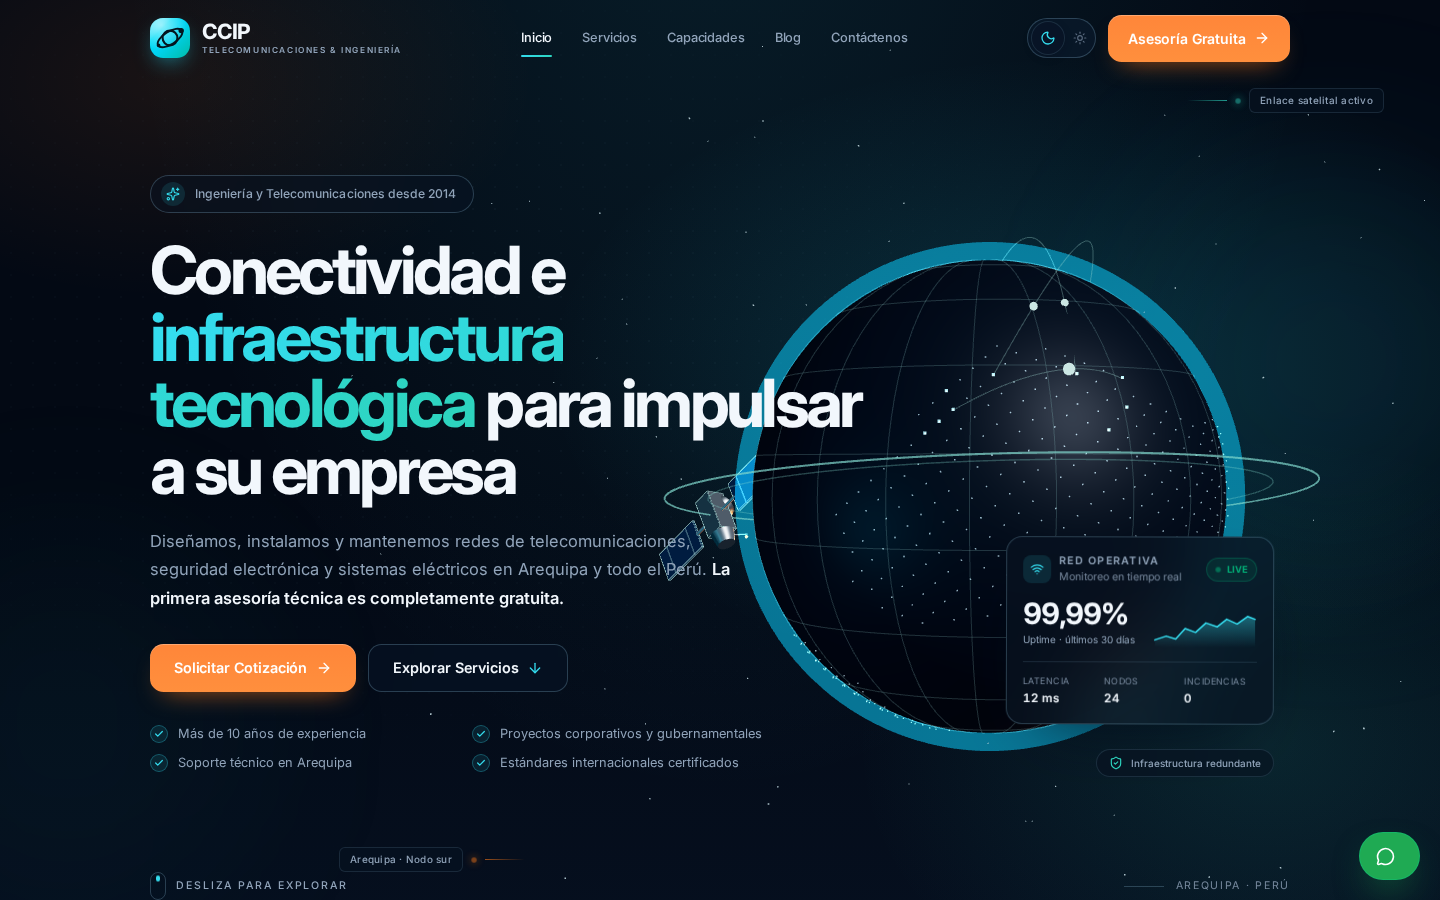 CCIP
TELECOMUNICACIONES & INGENIERÍA
Inicio
Servicios
Capacidades
Blog
Contáctenos
Asesoría Gratuita
Enlace satelital activo
Ingeniería y Telecomunicaciones desde 2014
Conectividad e
infraestructura
tecnológica para impulsar
a su empresa
Diseñamos, instalamos y mantenemos redes de telecomunicaciones,
seguridad electrónica y sistemas eléctricos en Arequipa y todo el Perú. La
primera asesoría técnica es completamente gratuita.
Solicitar Cotización
Explorar Servicios
Más de 10 años de experiencia
Proyectos corporativos y gubernamentales
Soporte técnico en Arequipa
Estándares internacionales certificados
RED OPERATIVA
Monitoreo en tiempo real
LIVE
99,99%
Uptime · últimos 30 días
LATENCIA
NODOS
INCIDENCIAS
12 ms
24
0
Infraestructura redundante
Arequipa · Nodo sur
DESLIZA PARA EXPLORAR
AREQUIPA · PERÚ